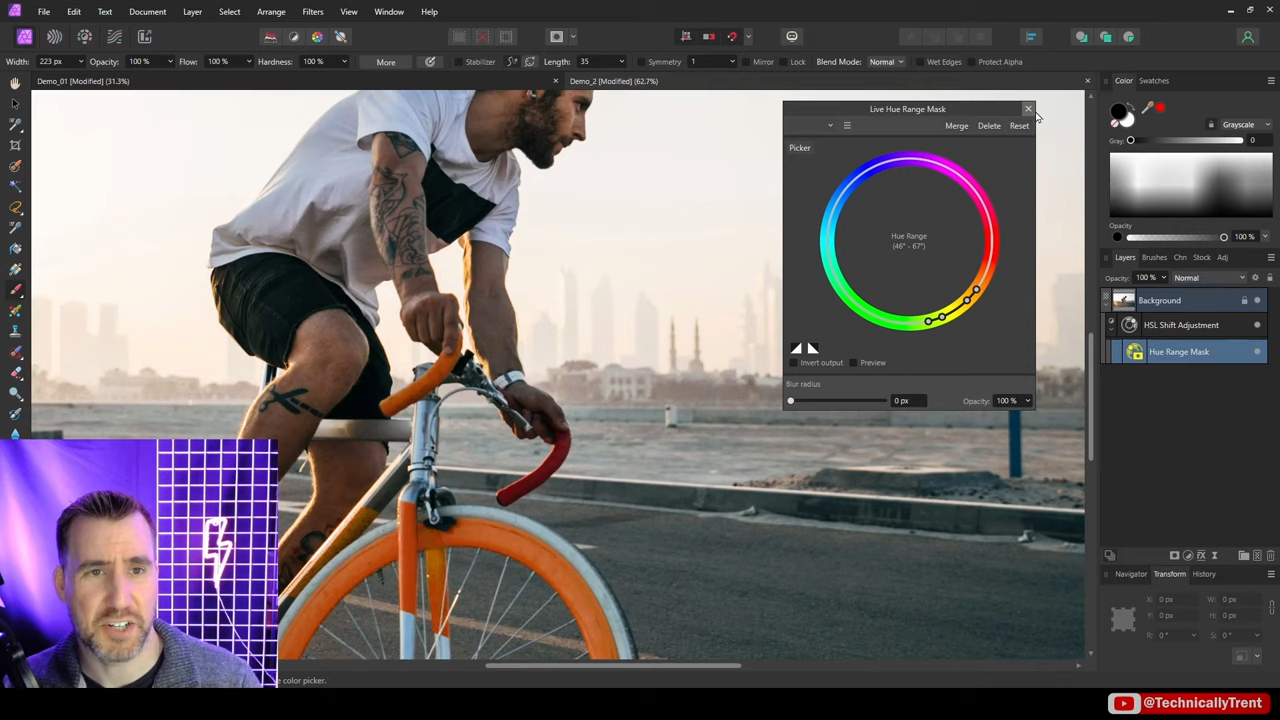 File Edit Text Document Layer Select Arrange Filters View Window Help
Width: 223 px Opacity: 100 % Flow: 100 % Hardness: 100 % More Stabilizer Length: 35 Symmetry 1 Mirror Lock Blend Mode: Normal Wet Edges Protect Alpha
Demo_01 [Modified] (31.3%) Demo_2 [Modified] (62.7%)
Color Swatches
Grayscale
Gray: 0
Opacity
100 %
Live Hue Range Mask
Merge Delete Reset
Picker
Hue Range
(46° - 67°)
Invert output Preview
Blur radius
0 px Opacity: 100 %
Layers Brushes Chn Stock Adj
Opacity: 100 % Normal
Background
HSL Shift Adjustment
Hue Range Mask
Navigator Transform History
W: 0 px
X: 0 px
Y: 0 px
H: 0 px
R: 0 °
S: 0 °
color picker.
@TechnicallyTrent